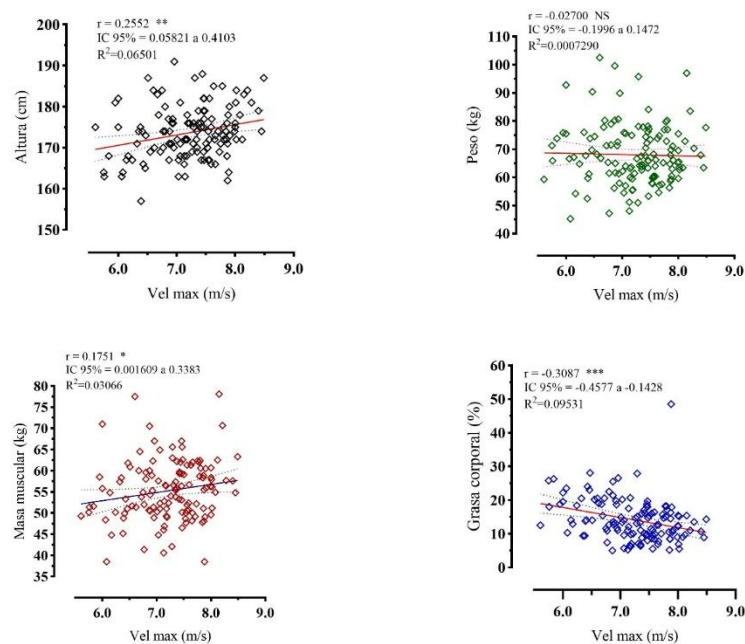 r = 0.2552 **
IC 95% = 0.05821 a 0.4103
R²=0.06501
200
190
180
170
160
150
Altura (cm)
6.0 7.0 8.0 9.0
Vel max (m/s)
r = -0.02700 NS
IC 95% = -0.1996 a 0.1472
R²=0.0007290
110
100
90
80
70
60
50
40
Peso (kg)
6.0 7.0 8.0 9.0
Vel max (m/s)
r = 0.1751 *
IC 95% = 0.001609 a 0.3383
R²=0.03066
80
75
70
65
60
55
50
45
40
35
Masa muscular (kg)
6.0 7.0 8.0 9.0
Vel max (m/s)
r = -0.3087 ***
IC 95% = -0.4577 a -0.1428
R²=0.09531
60
50
40
30
20
10
0
Grasa corporal (%)
6.0 7.0 8.0 9.0
Vel max (m/s)